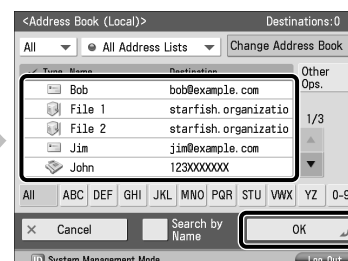 <Address Book (Local)> Destinations:0
All All Address Lists Change Address Book
Type Name Destination Other Ops.
Bob bob@example.com
File 1 starfish.organizatio
File 2 starfish.organizatio 1/3
Jim jim@example.com
John 123XXXXXXX
All ABC DEF GHI JKL MNO PQR STU VWX YZ 0-9
× Cancel Search by Name OK
ID System Management Mode Log Out